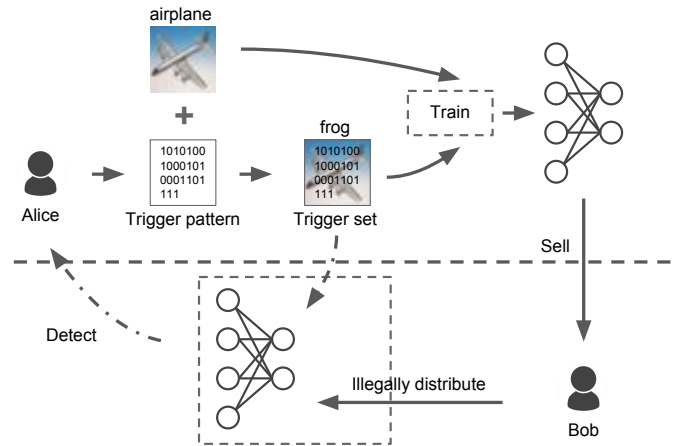 airplane
+
1010100
1000101
0001101
111
Trigger pattern
frog
1010100
1000101
0001101
111
Trigger set
Train
Alice
Sell
Detect
Illegally distribute
Bob